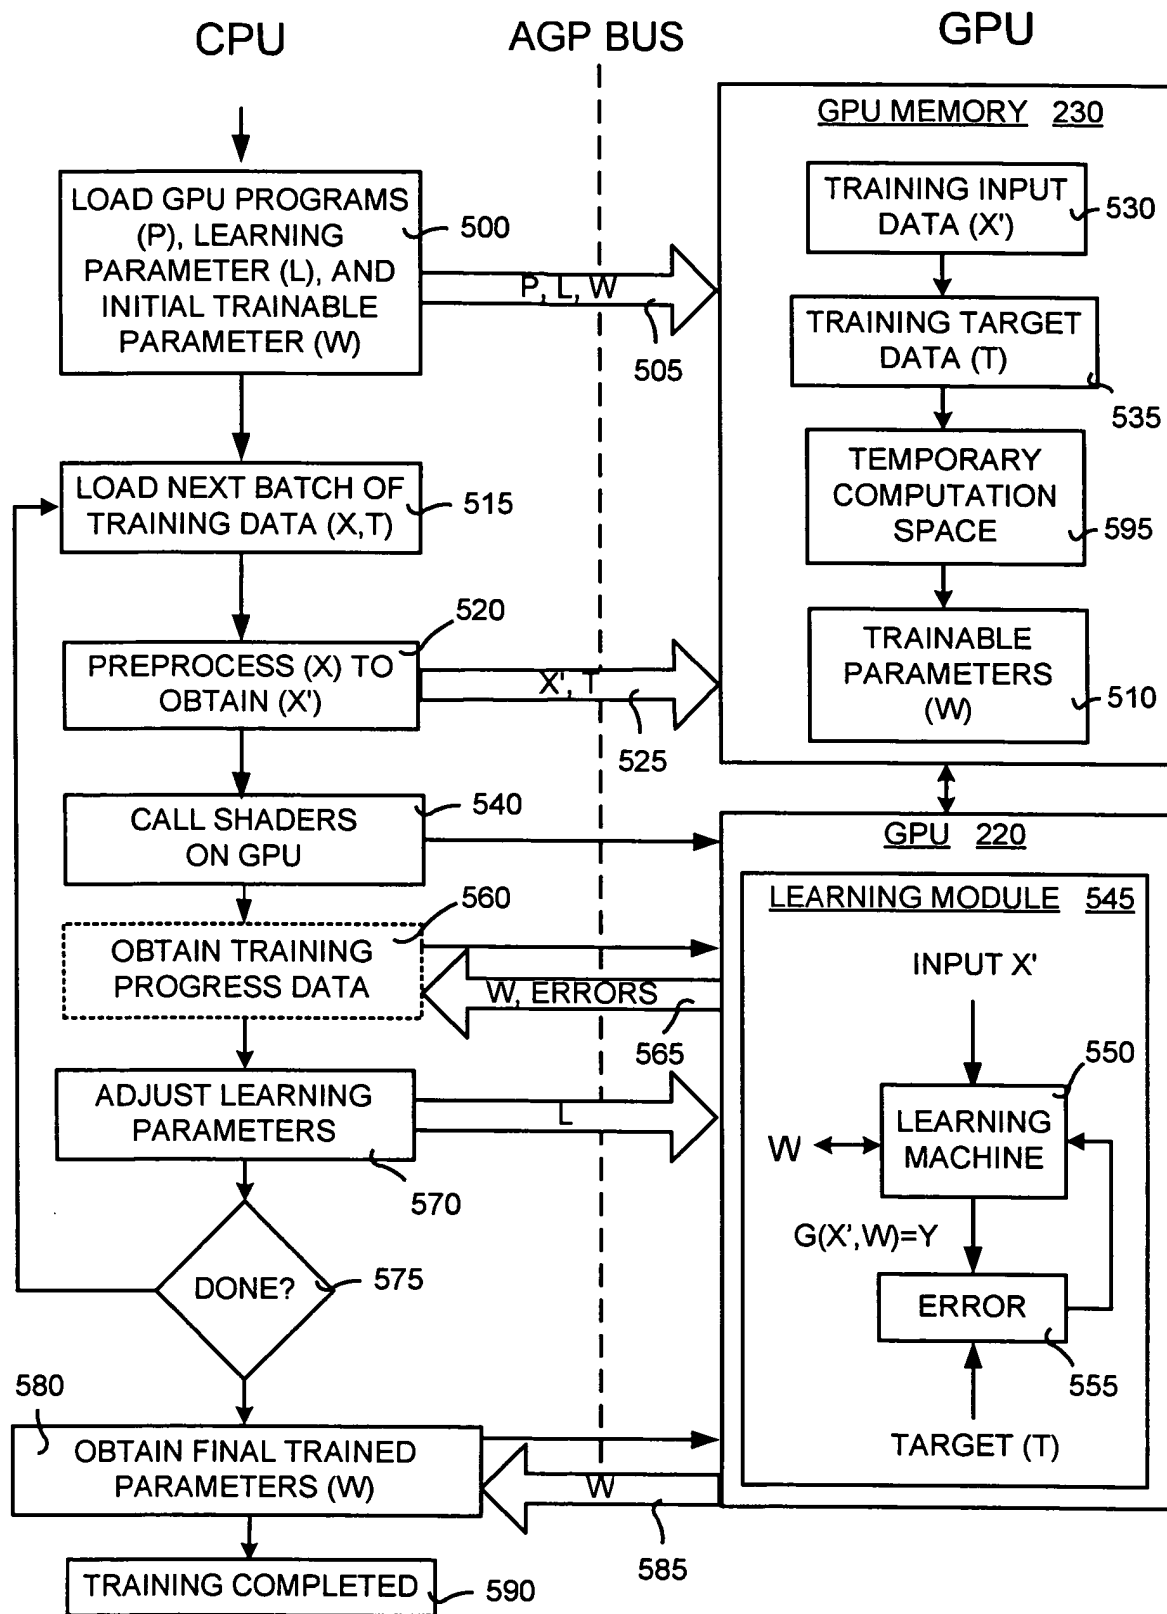 CPU
AGP BUS
GPU
LOAD GPU PROGRAMS
(P), LEARNING
PARAMETER (L), AND
INITIAL TRAINABLE
PARAMETER (W)
500
P, L, W
505
LOAD NEXT BATCH OF
TRAINING DATA (X,T)
515
PREPROCESS (X) TO
OBTAIN (X')
520
X', T
525
CALL SHADERS
ON GPU
540
OBTAIN TRAINING
PROGRESS DATA
560
W, ERRORS
565
ADJUST LEARNING
PARAMETERS
570
L
DONE?
575
580
OBTAIN FINAL TRAINED
PARAMETERS (W)
W
585
TRAINING COMPLETED
590
GPU MEMORY 230
TRAINING INPUT
DATA (X')
530
TRAINING TARGET
DATA (T)
535
TEMPORARY
COMPUTATION
SPACE
595
TRAINABLE
PARAMETERS
(W)
510
GPU 220
LEARNING MODULE 545
INPUT X'
550
LEARNING
MACHINE
W
G(X',W)=Y
ERROR
555
TARGET (T)